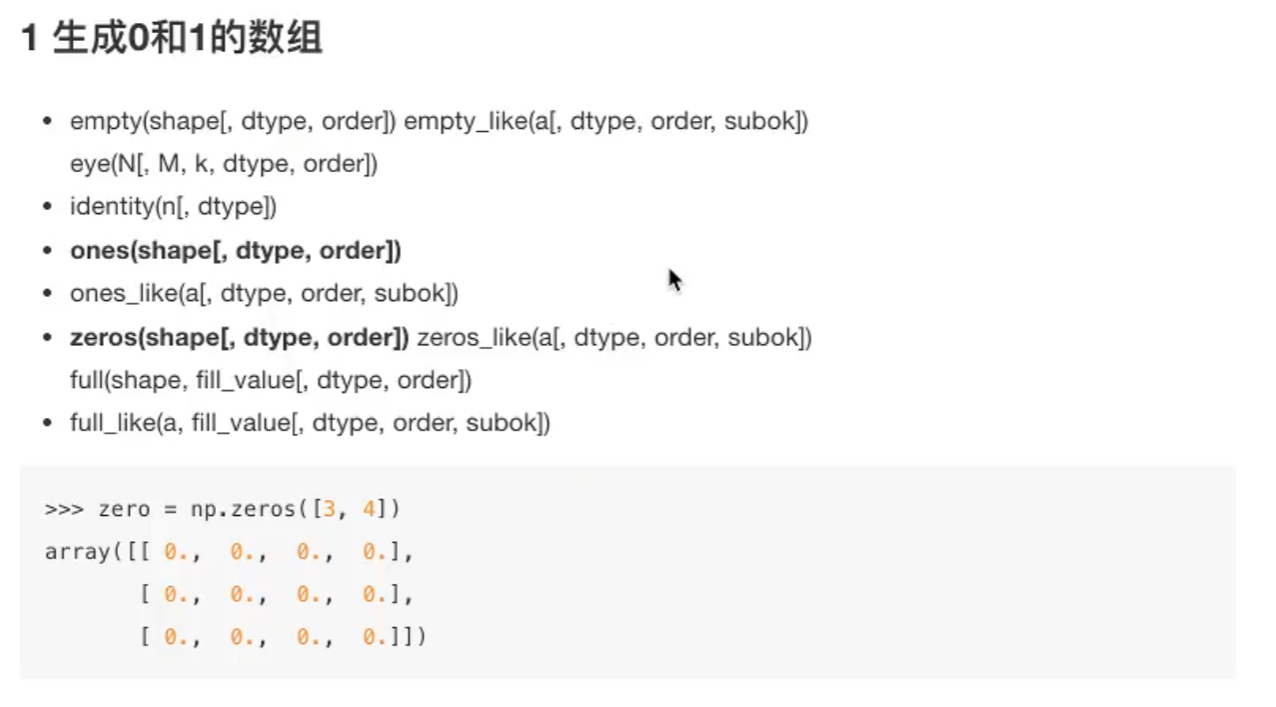 1 生成0和1的数组
• empty(shape[, dtype, order]) empty_like(a[, dtype, order, subok])
eye(N[, M, k, dtype, order])
• identity(n[, dtype])
• ones(shape[, dtype, order])
• ones_like(a[, dtype, order, subok])
• zeros(shape[, dtype, order]) zeros_like(a[, dtype, order, subok])
full(shape, fill_value[, dtype, order])
• full_like(a, fill_value[, dtype, order, subok])
>>> zero = np.zeros([3, 4])
array([[ 0.,  0.,  0.,  0.],
       [ 0.,  0.,  0.,  0.],
       [ 0.,  0.,  0.,  0.]])